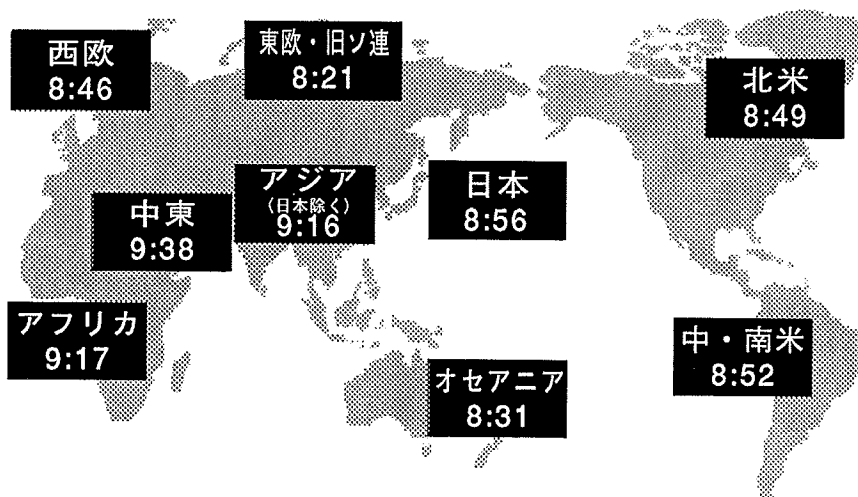 西欧
8:46
東欧・旧ソ連
8:21
北米
8:49
アジア
(日本除く)
9:16
日本
8:56
中東
9:38
アフリカ
9:17
オセアニア
8:31
中・南米
8:52